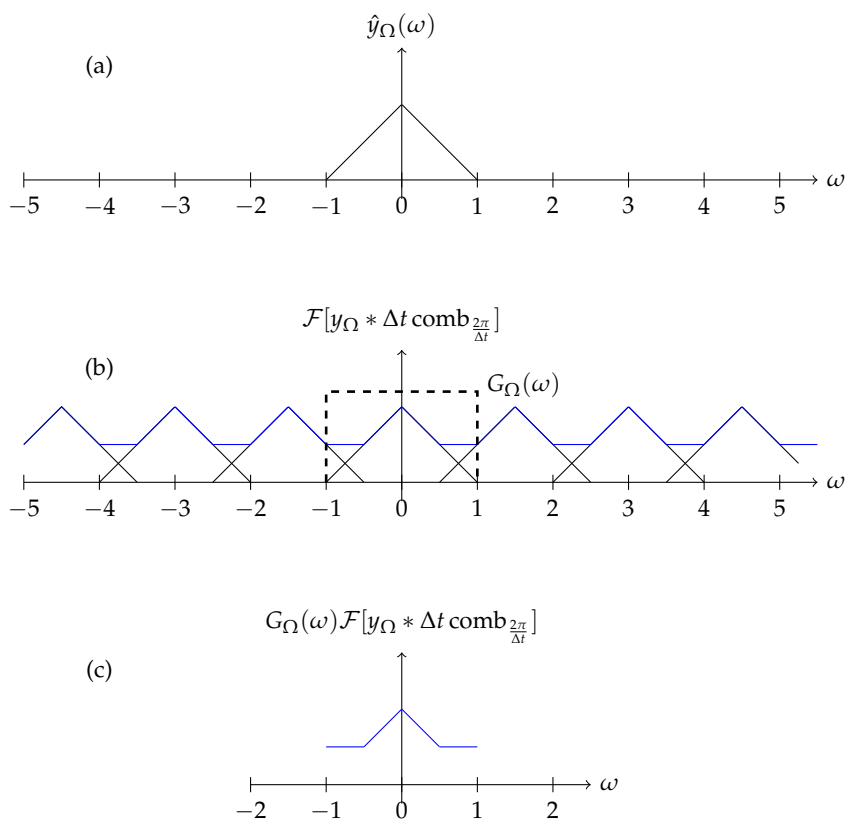 ŷ_Ω(ω)
(a)
ω
−5 −4 −3 −2 −1 0 1 2 3 4 5
ℱ[y_Ω ∗ Δt comb_{2π/Δt}]
(b)
G_Ω(ω)
ω
−5 −4 −3 −2 −1 0 1 2 3 4 5
G_Ω(ω)ℱ[y_Ω ∗ Δt comb_{2π/Δt}]
(c)
ω
−2 −1 0 1 2